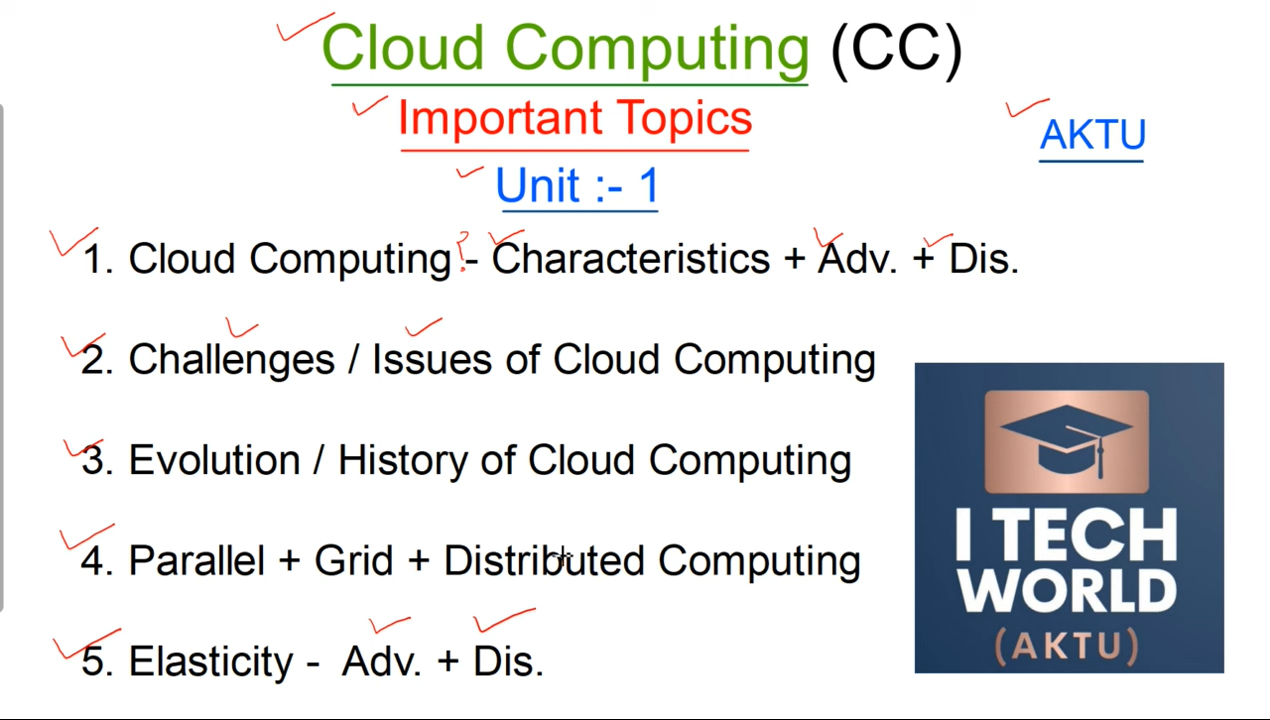 Cloud Computing (CC)
Important Topics
AKTU
Unit :- 1
1. Cloud Computing ?- Characteristics + Adv. + Dis.
2. Challenges / Issues of Cloud Computing
3. Evolution / History of Cloud Computing
4. Parallel + Grid + Distributed Computing
5. Elasticity - Adv. + Dis.
I TECH
WORLD
(AKTU)